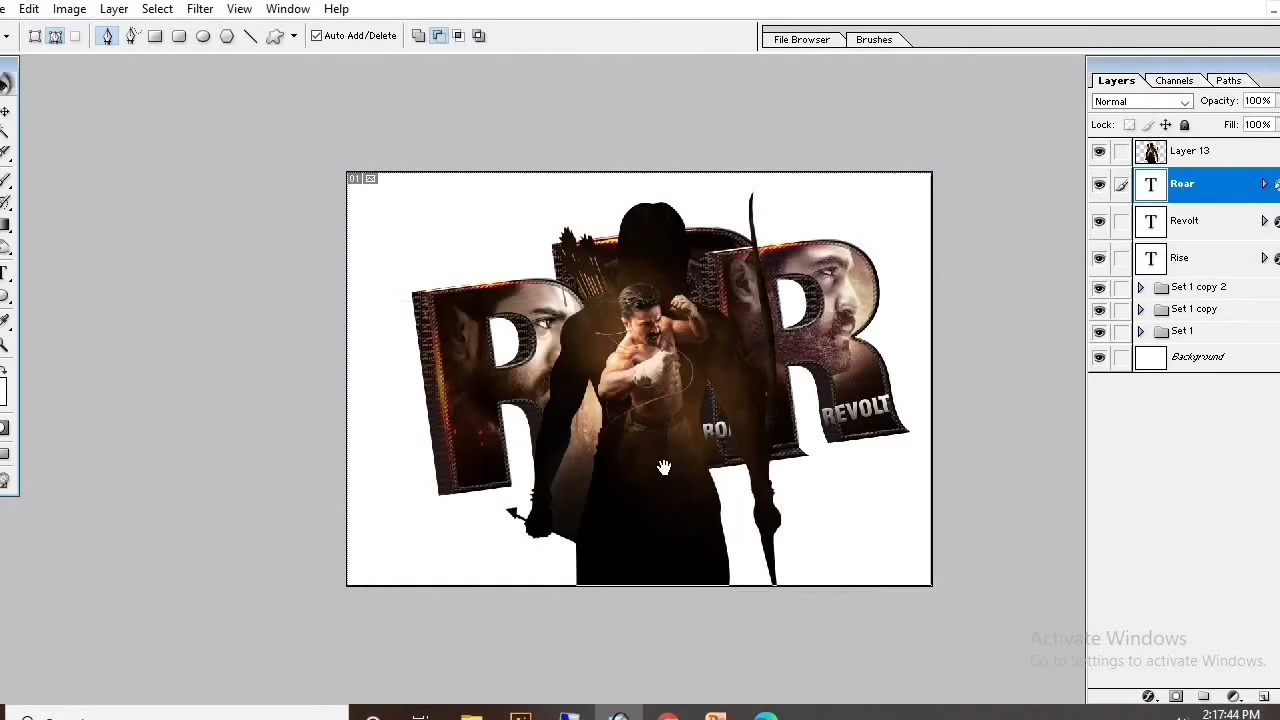 Edit Image Layer Select Filter View Window Help
Auto Add/Delete
File Browser Brushes
Layers Channels Paths
Normal Opacity: 100%
Lock: Fill: 100%
Layer 13
T Roar
T Revolt
T Rise
Set 1 copy 2
Set 1 copy
Set 1
Background
01
R R R
REVOLT
Activate Windows
Go to Settings to activate Windows.
2:17:44 PM